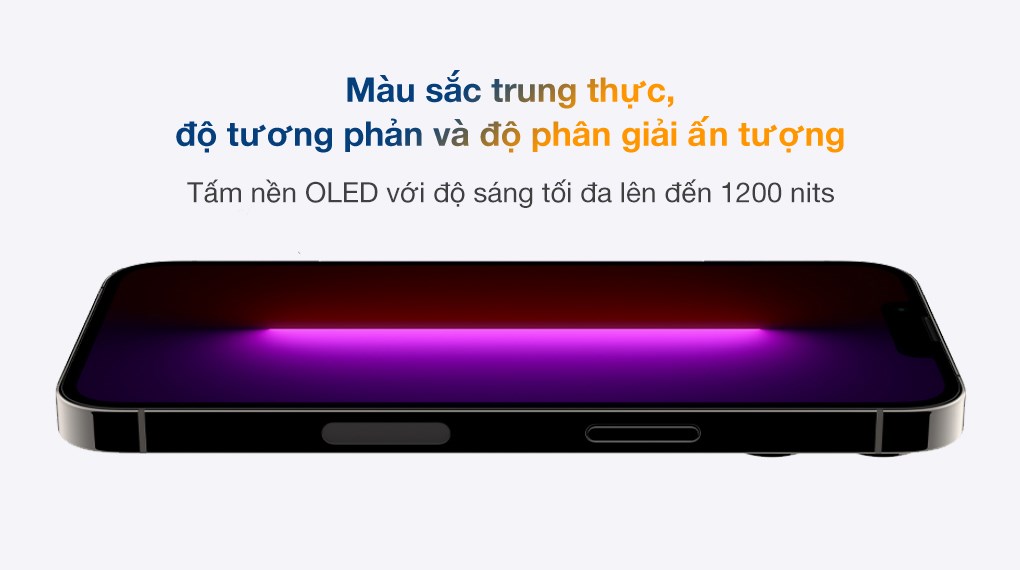 Màu sắc trung thực,
độ tương phản và độ phân giải ấn tượng
Tấm nền OLED với độ sáng tối đa lên đến 1200 nits